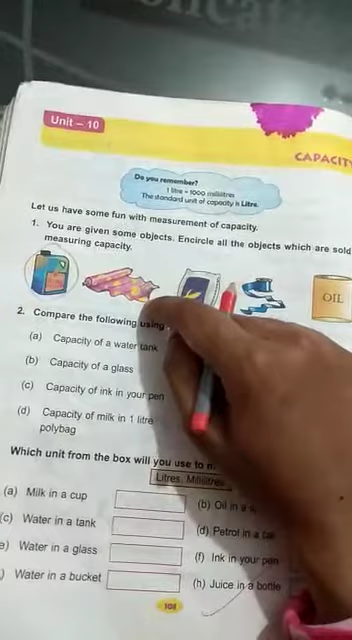 Unit – 10
CAPACITY
Do you remember?
1 litre = 1000 millilitres
The standard unit of capacity is Litre.
Let us have some fun with measurement of capacity.
1. You are given some objects. Encircle all the objects which are sold
measuring capacity.
OIL
2. Compare the following using
(a) Capacity of a water tank
(b) Capacity of a glass
(c) Capacity of ink in your pen
(d) Capacity of milk in 1 litre
polybag
Which unit from the box will you use to
Litres, Millilitres
(a) Milk in a cup
(b) Oil in a
(c) Water in a tank
(d) Petrol in a car
e) Water in a glass
(f) Ink in your pen
) Water in a bucket
(h) Juice in a bottle
108